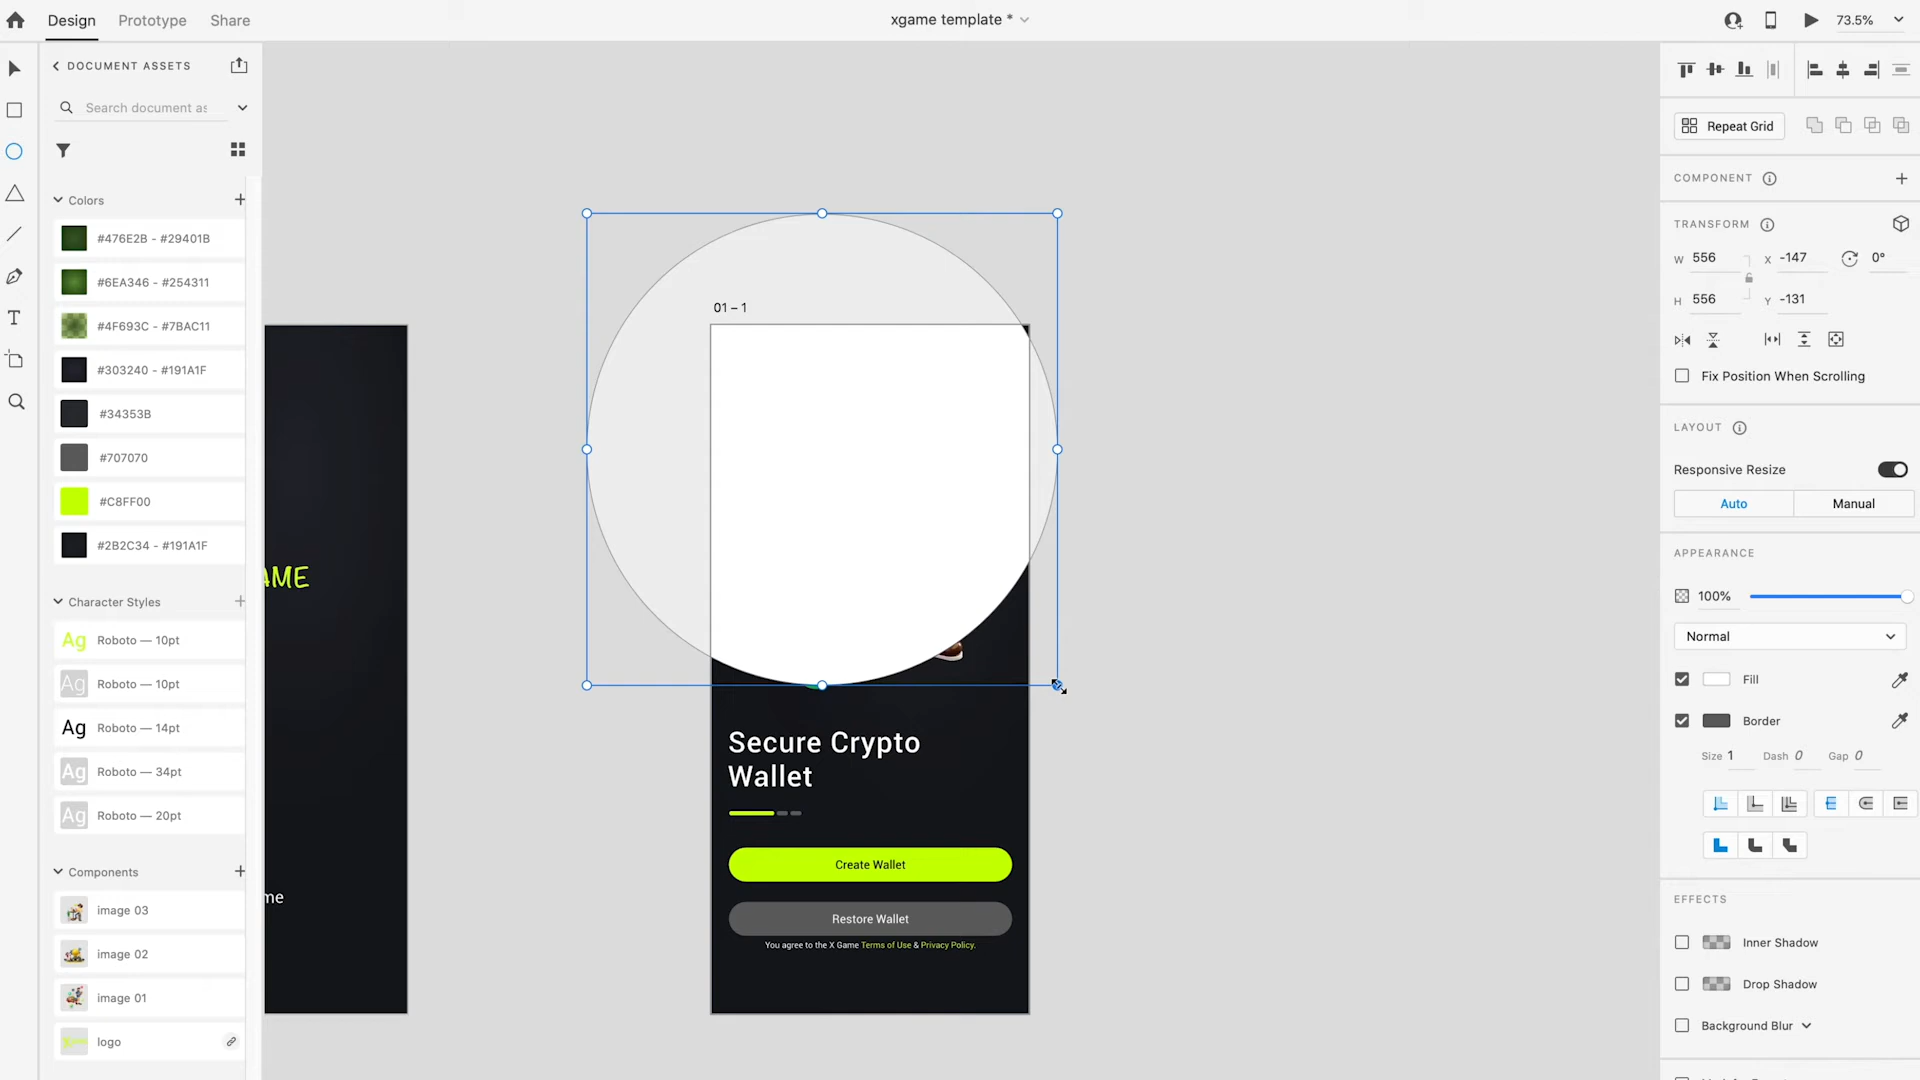 Design
Prototype
Share
xgame template *
73.5%
DOCUMENT ASSETS
Search document as
Colors
#476E2B - #29401B
#6EA346 - #254311
#4F693C - #7BAC11
#303240 - #191A1F
#34353B
#707070
#C8FF00
#2B2C34 - #191A1F
Character Styles
Ag Roboto — 10pt
Ag Roboto — 10pt
Ag Roboto — 14pt
Ag Roboto — 34pt
Ag Roboto — 20pt
Components
image 03
image 02
image 01
logo
AME
me
01 – 1
Secure Crypto
Wallet
Create Wallet
Restore Wallet
You agree to the X Game Terms of Use & Privacy Policy.
Repeat Grid
COMPONENT
TRANSFORM
W 556 X -147 0°
H 556 Y -131
Fix Position When Scrolling
LAYOUT
Responsive Resize
Auto Manual
APPEARANCE
100%
Normal
Fill
Border
Size 1 Dash 0 Gap 0
EFFECTS
Inner Shadow
Drop Shadow
Background Blur